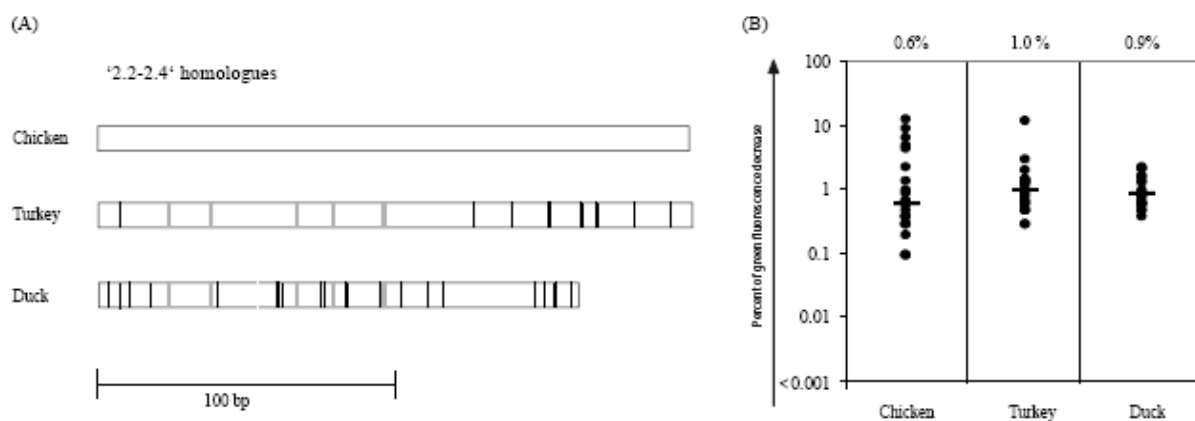 (A)
'2.2-2.4' homologues
Chicken
Turkey
Duck
100 bp
(B)
0.6% 1.0 % 0.9%
Percent of green fluorescence decrease
100
10
1
0.1
0.01
<0.001
Chicken Turkey Duck